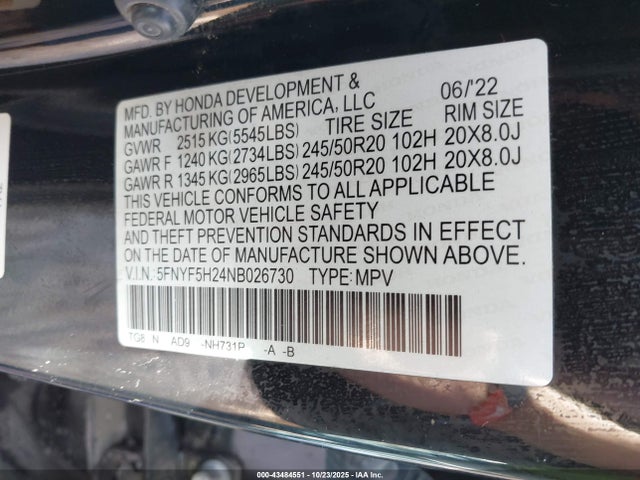 MFD. BY HONDA DEVELOPMENT &
MANUFACTURING OF AMERICA, LLC 06/'22
GVWR 2515 KG(5545LBS) TIRE SIZE RIM SIZE
GAWR F 1240 KG(2734LBS) 245/50R20 102H 20X8.0J
GAWR R 1345 KG(2965LBS) 245/50R20 102H 20X8.0J
THIS VEHICLE CONFORMS TO ALL APPLICABLE
FEDERAL MOTOR VEHICLE SAFETY
AND THEFT PREVENTION STANDARDS IN EFFECT
ON THE DATE OF MANUFACTURE SHOWN ABOVE.
V.I.N.: 5FNYF5H24NB026730 TYPE: MPV
TG8 N AD9 -NH731P -A -B
000-43484551 | 10/23/2025 | Copyright © 2025 IAA, Inc.